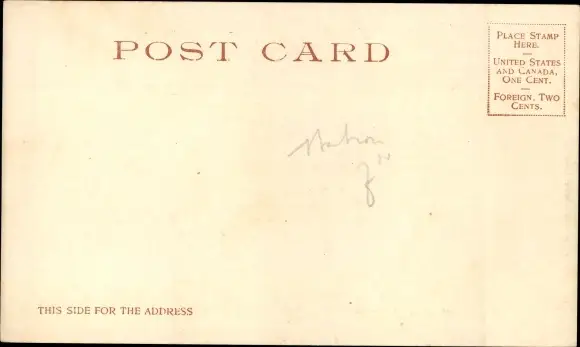 POST CARD
PLACE STAMP
HERE.
UNITED STATES
AND CANADA,
ONE CENT.
FOREIGN, TWO
CENTS.
THIS SIDE FOR THE ADDRESS